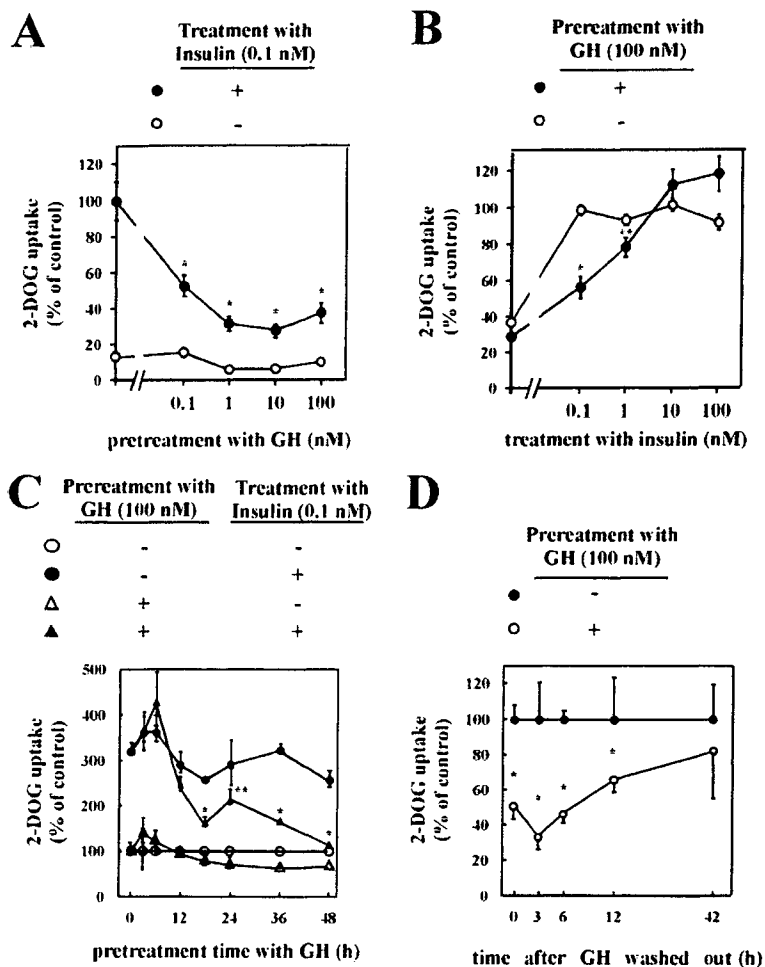 A
Treatment with
Insulin (0.1 nM)
+
-
120
100
80
60
40
20
0
2-DOG uptake
(% of control)
*
*
*
*
0.1 1 10 100
pretreatment with GH (nM)
B
Pretreatment with
GH (100 nM)
+
-
120
100
80
60
40
20
0
2-DOG uptake
(% of control)
*
**
0.1 1 10 100
treatment with insulin (nM)
C
Prereatment with
GH (100 nM)
Treatment with
Insulin (0.1 nM)
- -
- +
+ -
+ +
500
400
300
200
100
0
2-DOG uptake
(% of control)
*
**
*
*
0 12 24 36 48
pretreatment time with GH (h)
D
Pretreatment with
GH (100 nM)
-
+
120
100
80
60
40
20
0
2-DOG uptake
(% of control)
*
*
*
*
0 3 6 12 42
time after GH washed out (h)